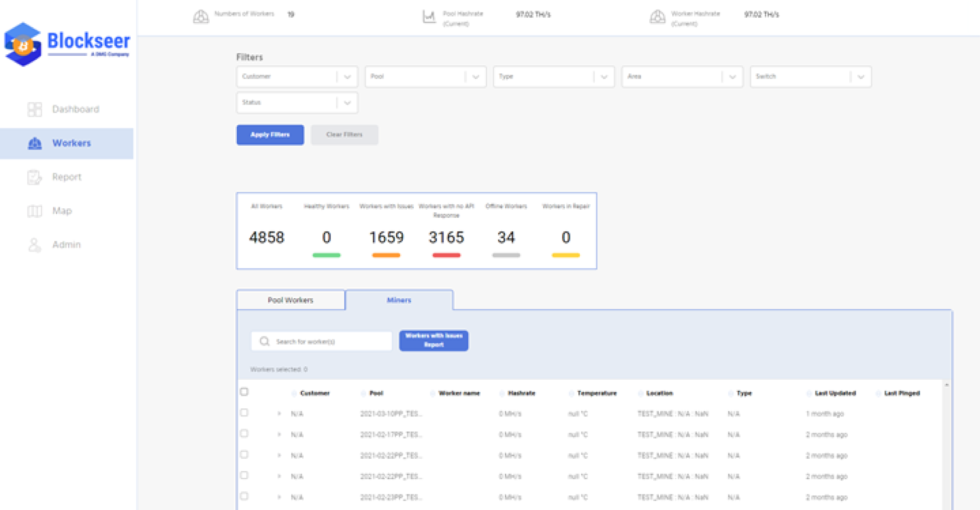 Numbers of Workers 19 Pool Hashrate (Current) 97.02 TH/s Worker Hashrate (Current) 97.02 TH/s
Blockseer
A DMG Company
Dashboard
Workers
Report
Map
Admin
Filters
Customer Pool Type Area Switch
Status
Apply Filters Clear Filters
All Workers Healthy Workers Workers with Issues Workers with no API Response Offline Workers Workers in Repair
4858 0 1659 3165 34 0
Pool Workers Miners
Search for worker(s) Workers with Issues Report
Workers selected: 0
Customer Pool Worker name Hashrate Temperature Location Type Last Updated Last Pinged
N/A 2021-03-10PP_TES... 0 MH/s null °C TEST_MINE : N/A : NaN N/A 1 month ago
N/A 2021-02-17PP_TES... 0 MH/s null °C TEST_MINE : N/A : NaN N/A 2 months ago
N/A 2021-02-22PP_TES... 0 MH/s null °C TEST_MINE : N/A : NaN N/A 2 months ago
N/A 2021-02-22PP_TES... 0 MH/s null °C TEST_MINE : N/A : NaN N/A 2 months ago
N/A 2021-02-23PP_TES... 0 MH/s null °C TEST_MINE : N/A : NaN N/A 2 months ago